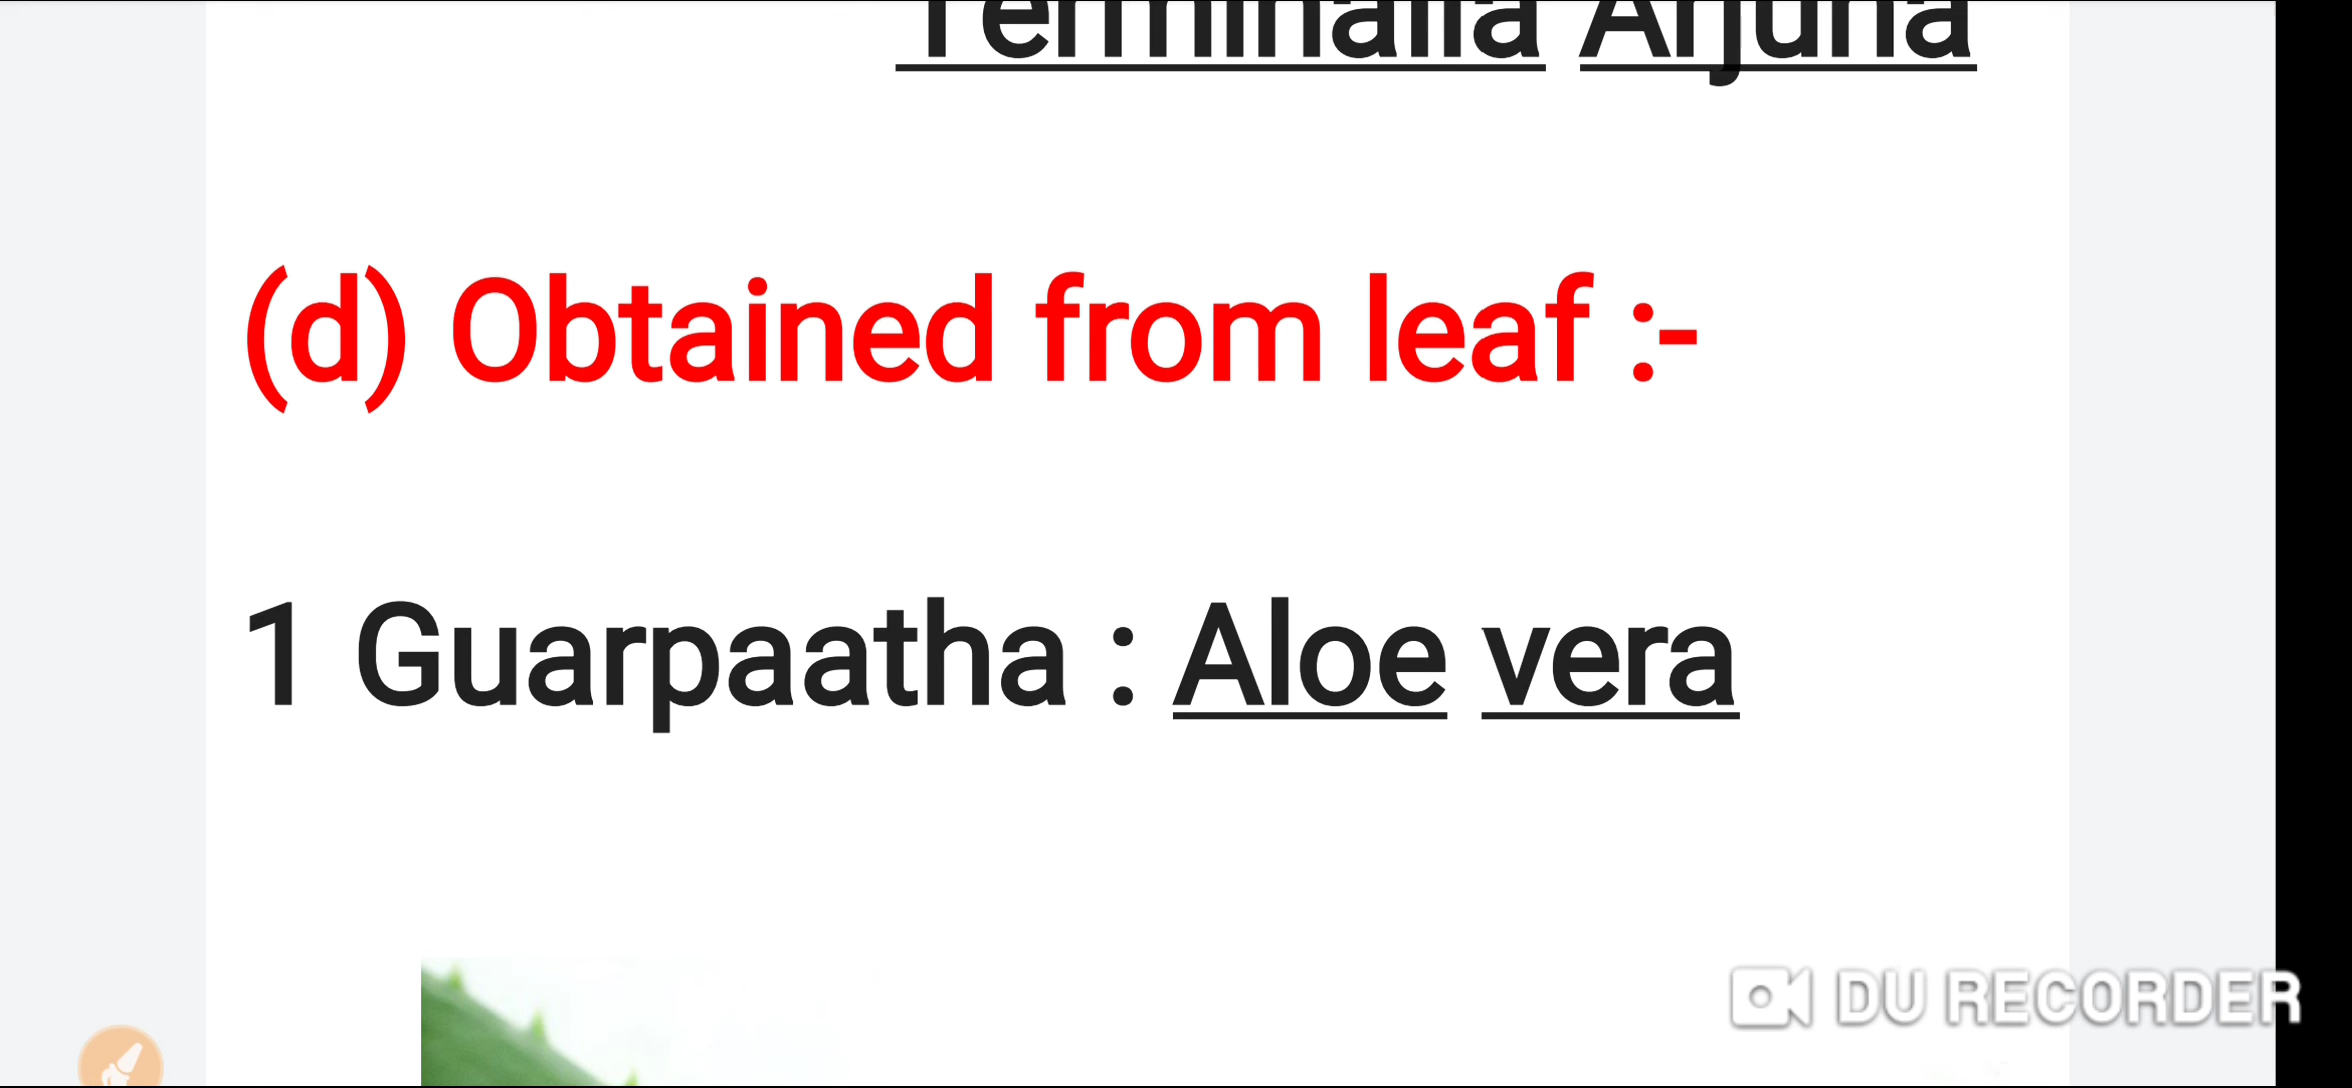 Terminalia Arjuna
(d) Obtained from leaf :-
1 Guarpaatha : Aloe vera
DU RECORDER